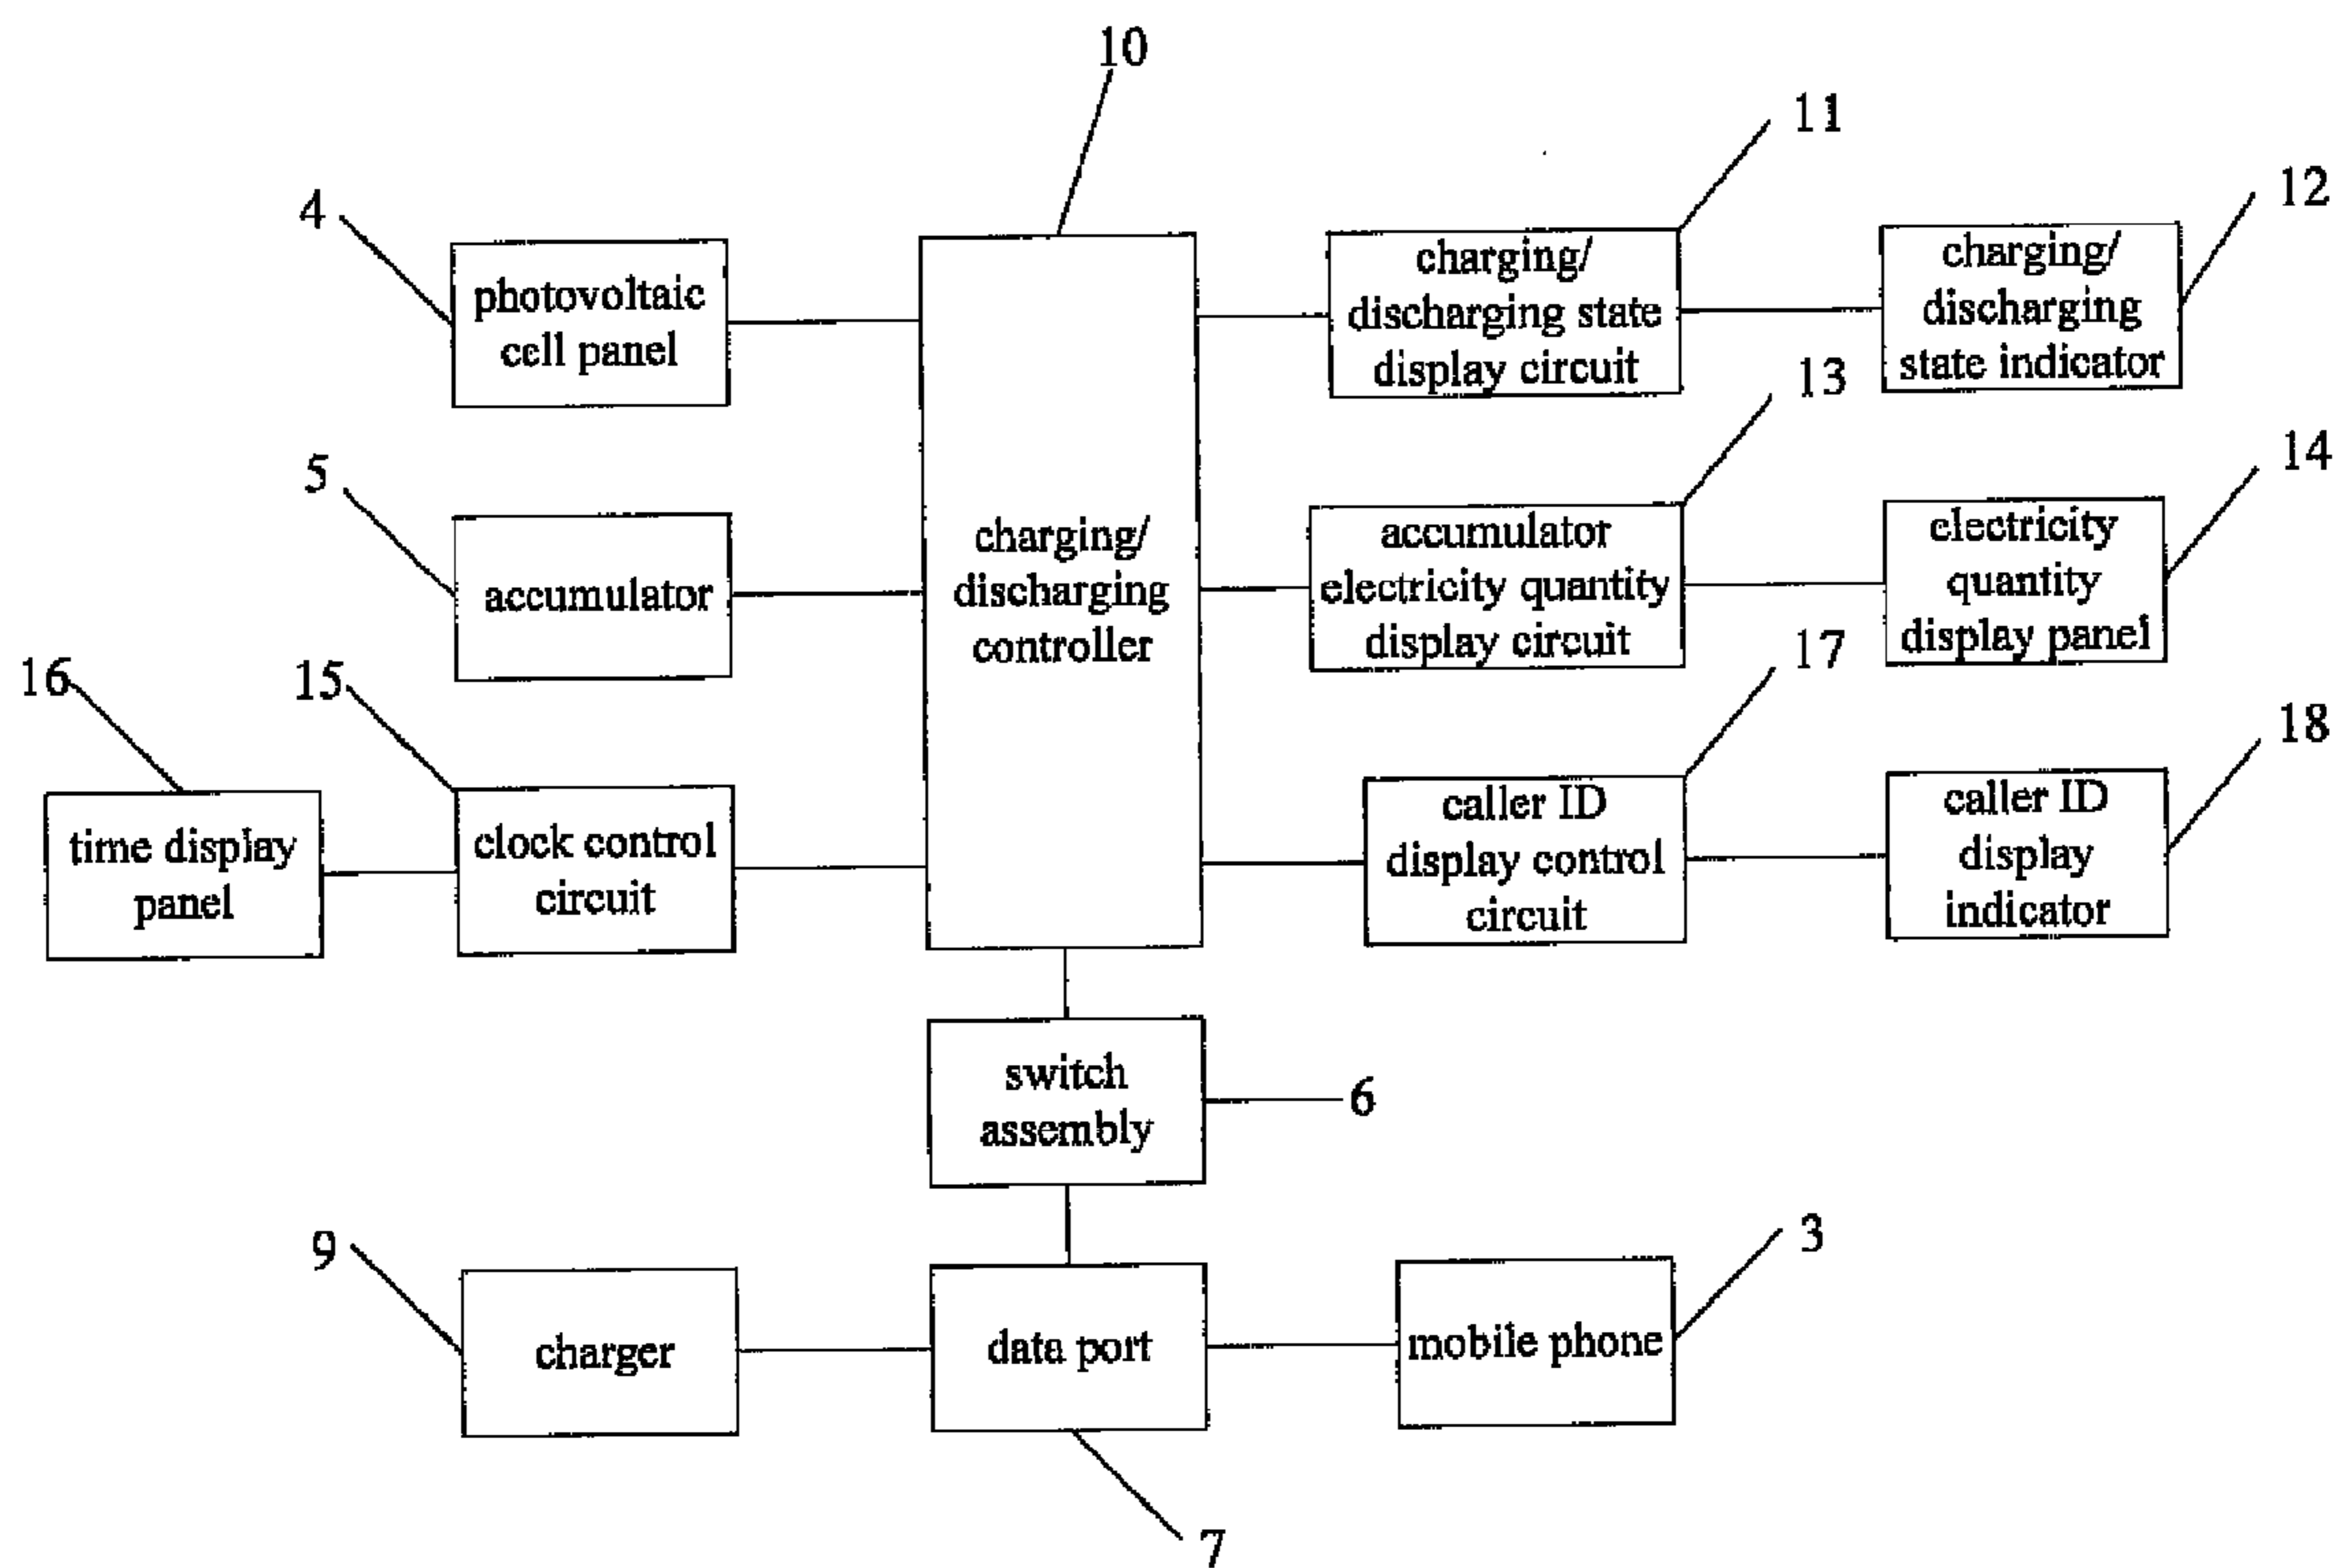 10
11
12
4
charging/
discharging state
display circuit
charging/
discharging
state indicator
photovoltaic
cell panel
13
14
5
accumulator
charging/
discharging
controller
accumulator
electricity quantity
display circuit
electricity
quantity
display panel
17
18
16
15
time display
panel
clock control
circuit
caller ID
display control
circuit
caller ID
display
indicator
switch
assembly
6
9
3
charger
data port
mobile phone
7